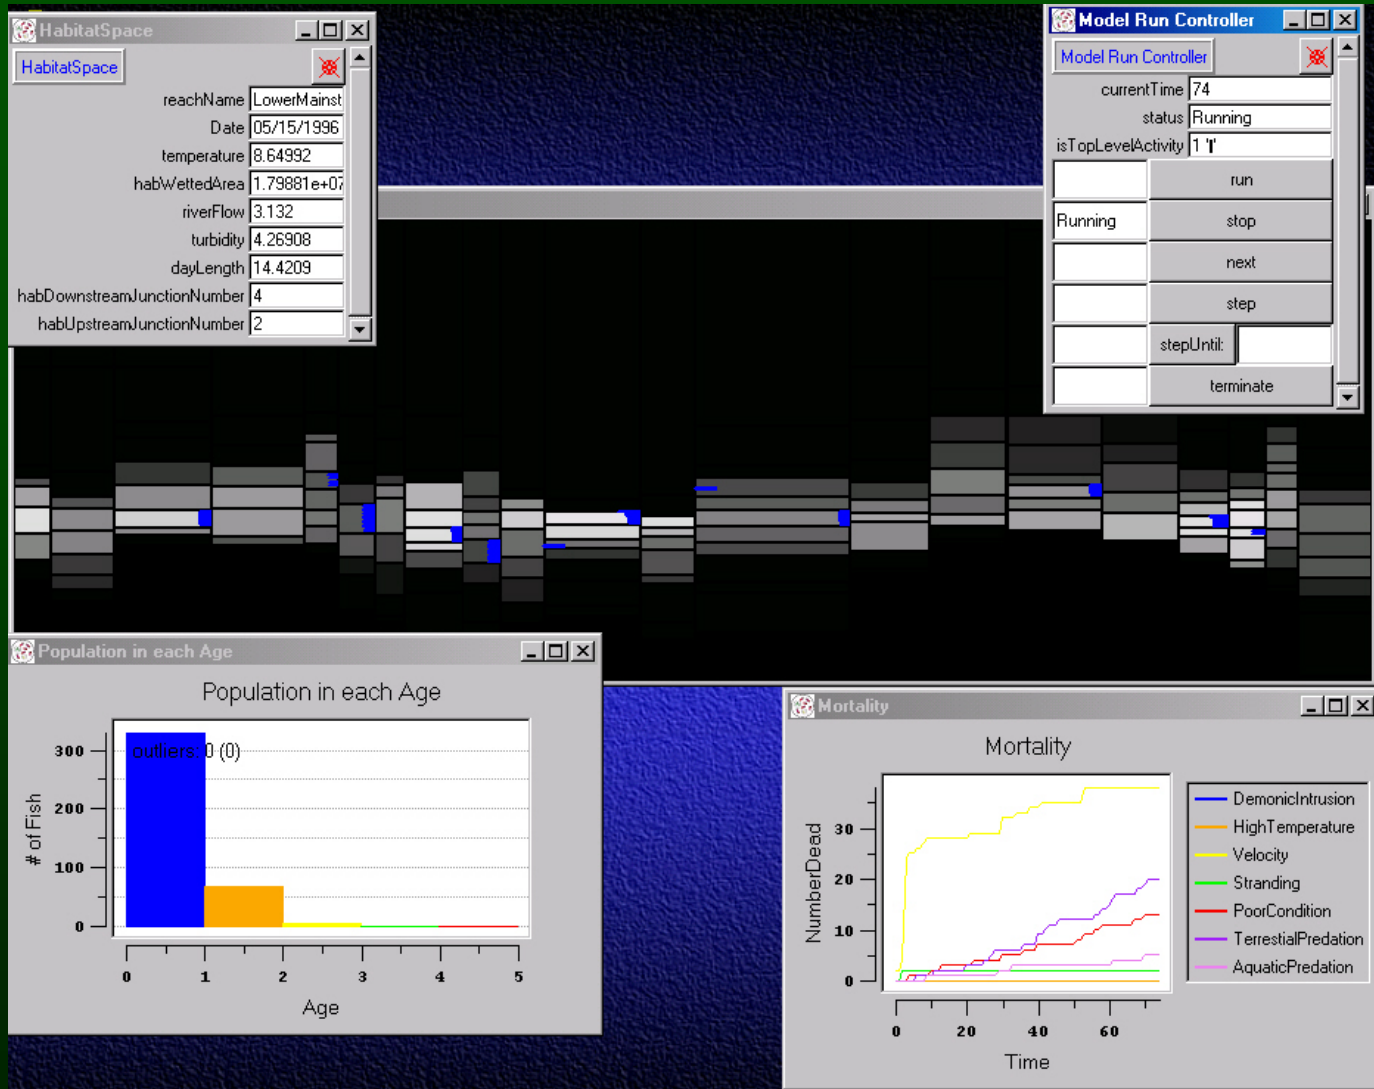 HabitatSpace
HabitatSpace
reachName LowerMainst
Date 05/15/1996
temperature 8.64992
habWettedArea 1.79881e+07
riverFlow 3.132
turbidity 4.26908
dayLength 14.4209
habDownstreamJunctionNumber 4
habUpstreamJunctionNumber 2
Model Run Controller
Model Run Controller
currentTime 74
status Running
isTopLevelActivity 1
run
Running stop
next
step
stepUntil:
terminate
Population in each Age
Population in each Age
outliers 0 (0)
300
200
100
0
# of Fish
0 1 2 3 4 5
Age
Mortality
Mortality
30
20
10
0
NumberDead
0 20 40 60
Time
DemonicIntrusion
HighTemperature
Velocity
Stranding
PoorCondition
TerrestialPredation
AquaticPredation